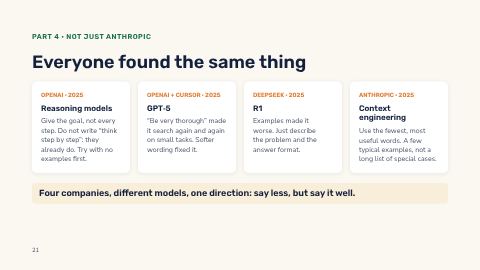 PART 4 • NOT JUST ANTHROPIC
Everyone found the same thing
OPENAI • 2025
Reasoning models
Give the goal, not every
step. Do not write "think
step by step"; they
already do. Try with no
examples first.
OPENAI + CURSOR • 2025
GPT-5
"Be very thorough" made
it search again and again
on small tasks. Softer
wording fixed it.
DEEPSEEK • 2025
R1
Examples made it
worse. Just describe
the problem and the
answer format.
ANTHROPIC • 2025
Context
engineering
Use the fewest, most
useful words. A few
typical examples, not a
long list of special cases.
Four companies, different models, one direction: say less, but say it well.
21